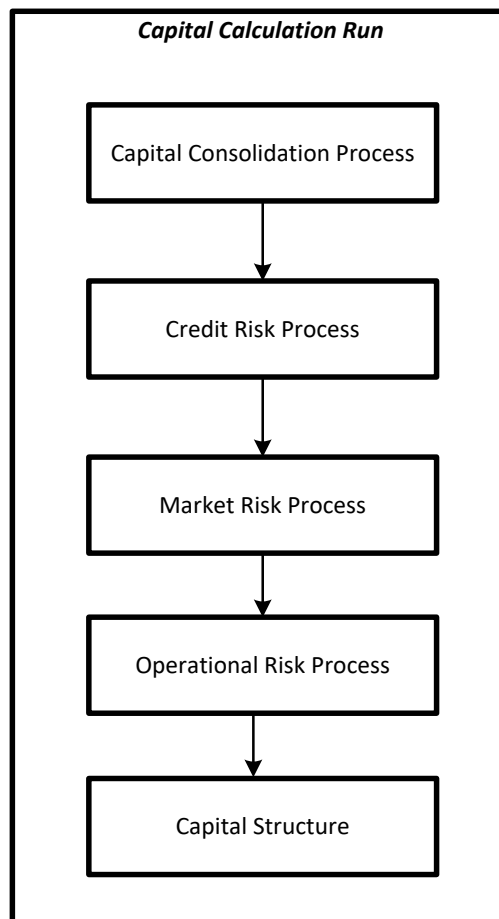 Capital Calculation Run
Capital Consolidation Process
Credit Risk Process
Market Risk Process
Operational Risk Process
Capital Structure